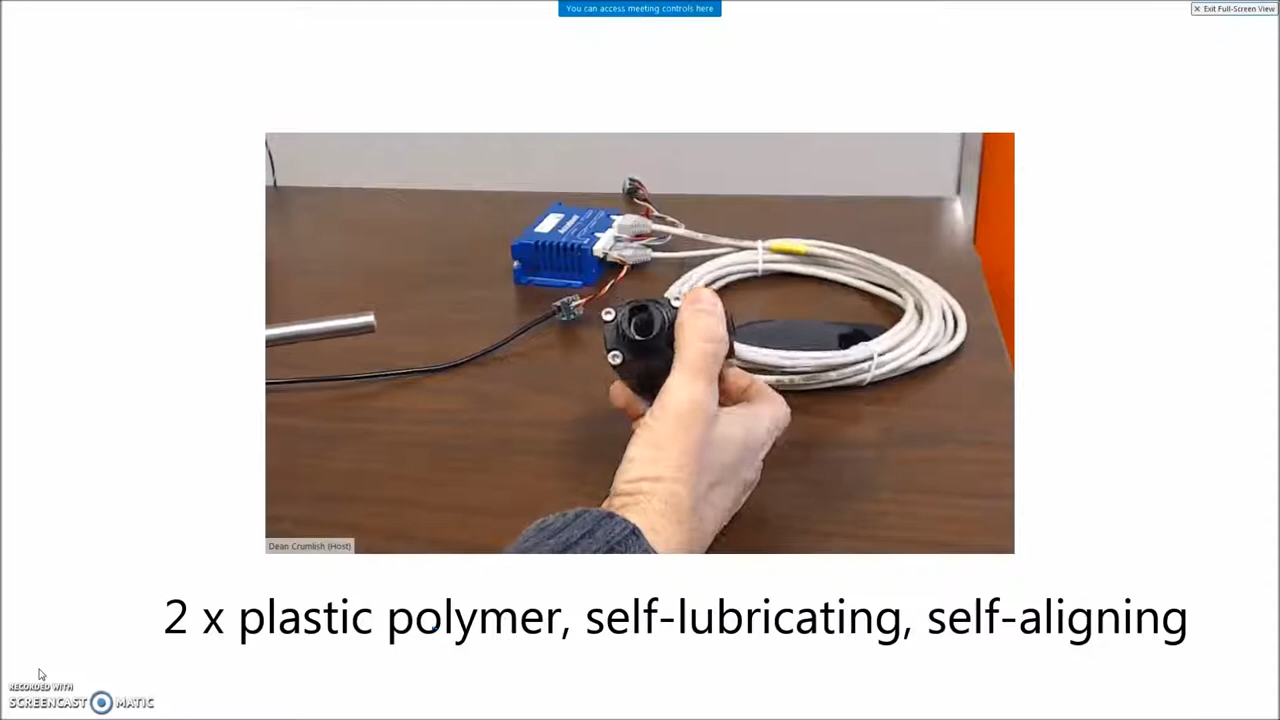 You can access meeting controls here
✕ Exit Full-Screen View
Dean Crumlish (Host)
2 x plastic polymer, self-lubricating, self-aligning
RECORDED WITH
SCREENCAST MATIC